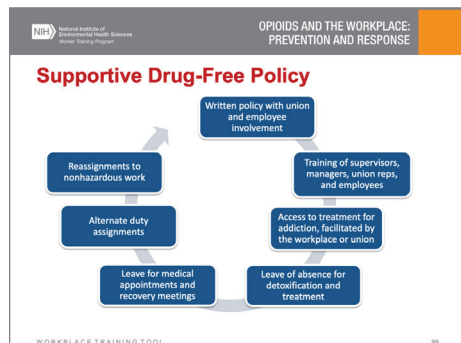 NIH
National Institute of
Environmental Health Sciences
Worker Training Program
OPIOIDS AND THE WORKPLACE:
PREVENTION AND RESPONSE
Supportive Drug-Free Policy
Written policy with union
and employee
involvement
Training of supervisors,
managers, union reps,
and employees
Access to treatment for
addiction, facilitated by
the workplace or union
Leave of absence for
detoxification and
treatment
Leave for medical
appointments and
recovery meetings
Alternate duty
assignments
Reassignments to
nonhazardous work
WORKPLACE TRAINING TOOL
99